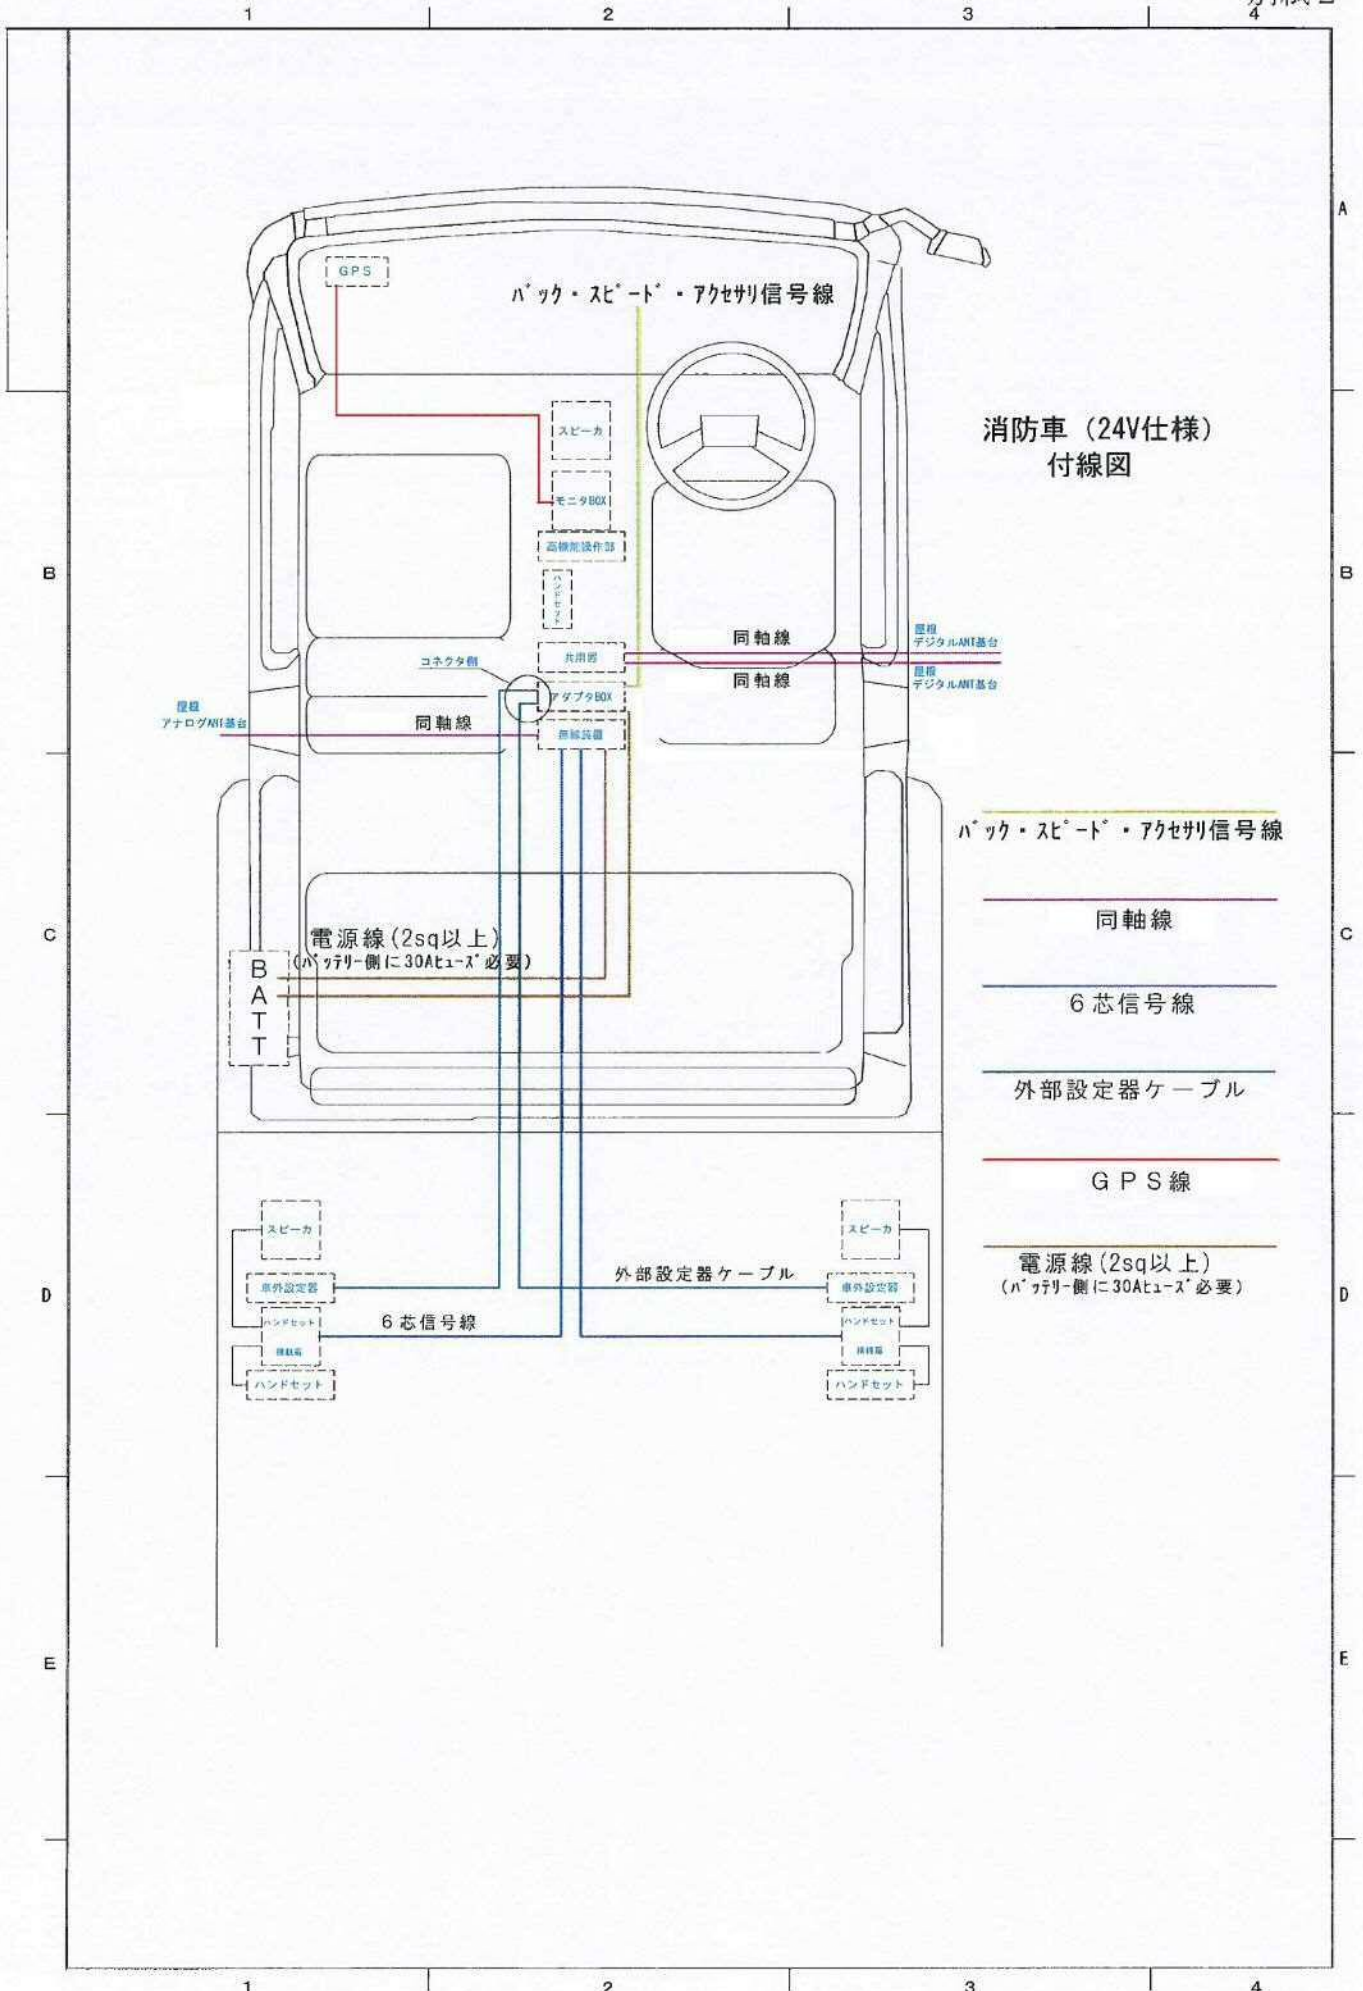 1 2 3 4
A
GPS
バック・スピード・アクセサリ信号線
消防車（24V仕様）
付線図
スピーカ
モニタBOX
高機能操作部
B B
ハンドセット
同軸線
屋根
デジタルANT基台
コネクタ側
共用器
屋根
デジタルANT基台
同軸線
アダプタBOX
屋根
アナログANT基台
同軸線
無線装置
バック・スピード・アクセサリ信号線
同軸線
C C
電源線(2sq以上)
(バッテリー側に30Aヒューズ必要)
BATT
6芯信号線
外部設定器ケーブル
GPS線
スピーカ
スピーカ
電源線(2sq以上)
(バッテリー側に30Aヒューズ必要)
外部設定器ケーブル
車外設定器
車外設定器
D D
6芯信号線
ハンドセット
ハンドセット
ハンドセット
ハンドセット
E E
1 2 3 4